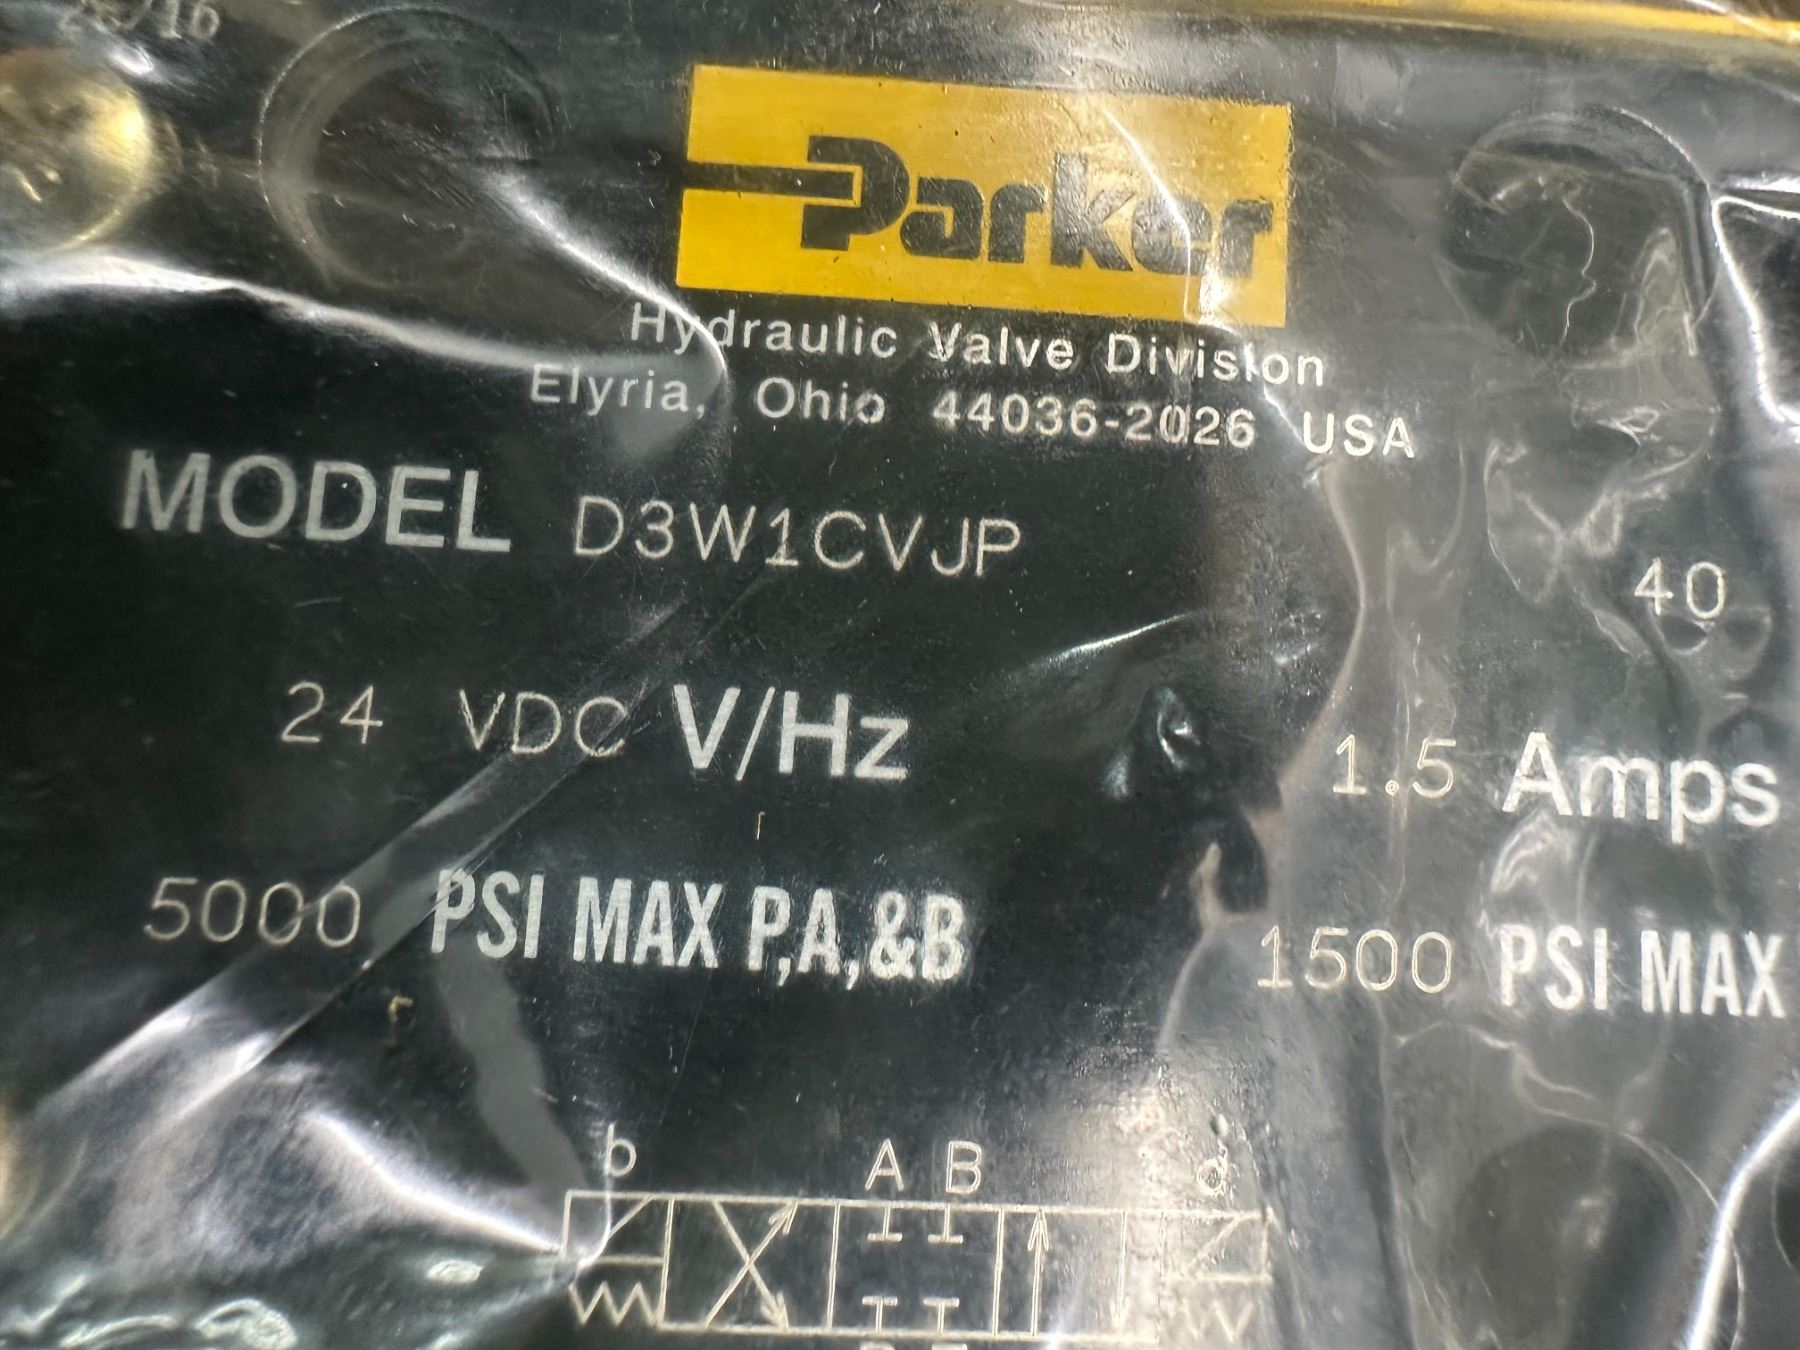 Parker
Hydraulic Valve Division
Elyria, Ohio 44036-2026 USA
MODEL D3W1CVJP
40
24 VDC V/Hz
1.5 Amps
5000 PSI MAX P,A,&B
1500 PSI MAX
b A B a